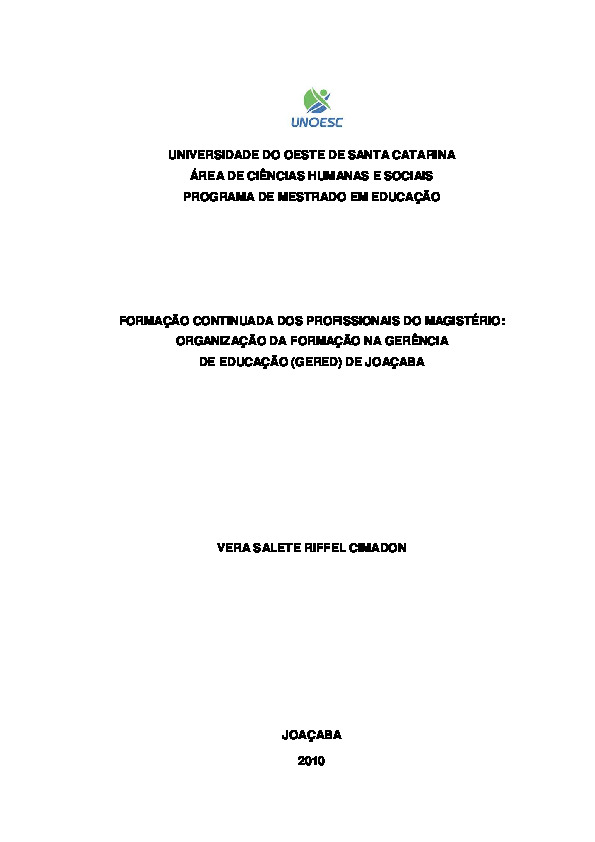 UNOESC
UNIVERSIDADE DO OESTE DE SANTA CATARINA
ÁREA DE CIÊNCIAS HUMANAS E SOCIAIS
PROGRAMA DE MESTRADO EM EDUCAÇÃO
FORMAÇÃO CONTINUADA DOS PROFISSIONAIS DO MAGISTÉRIO:
ORGANIZAÇÃO DA FORMAÇÃO NA GERÊNCIA
DE EDUCAÇÃO (GERED) DE JOAÇABA
VERA SALETE RIFFEL CIMADON
JOAÇABA
2010